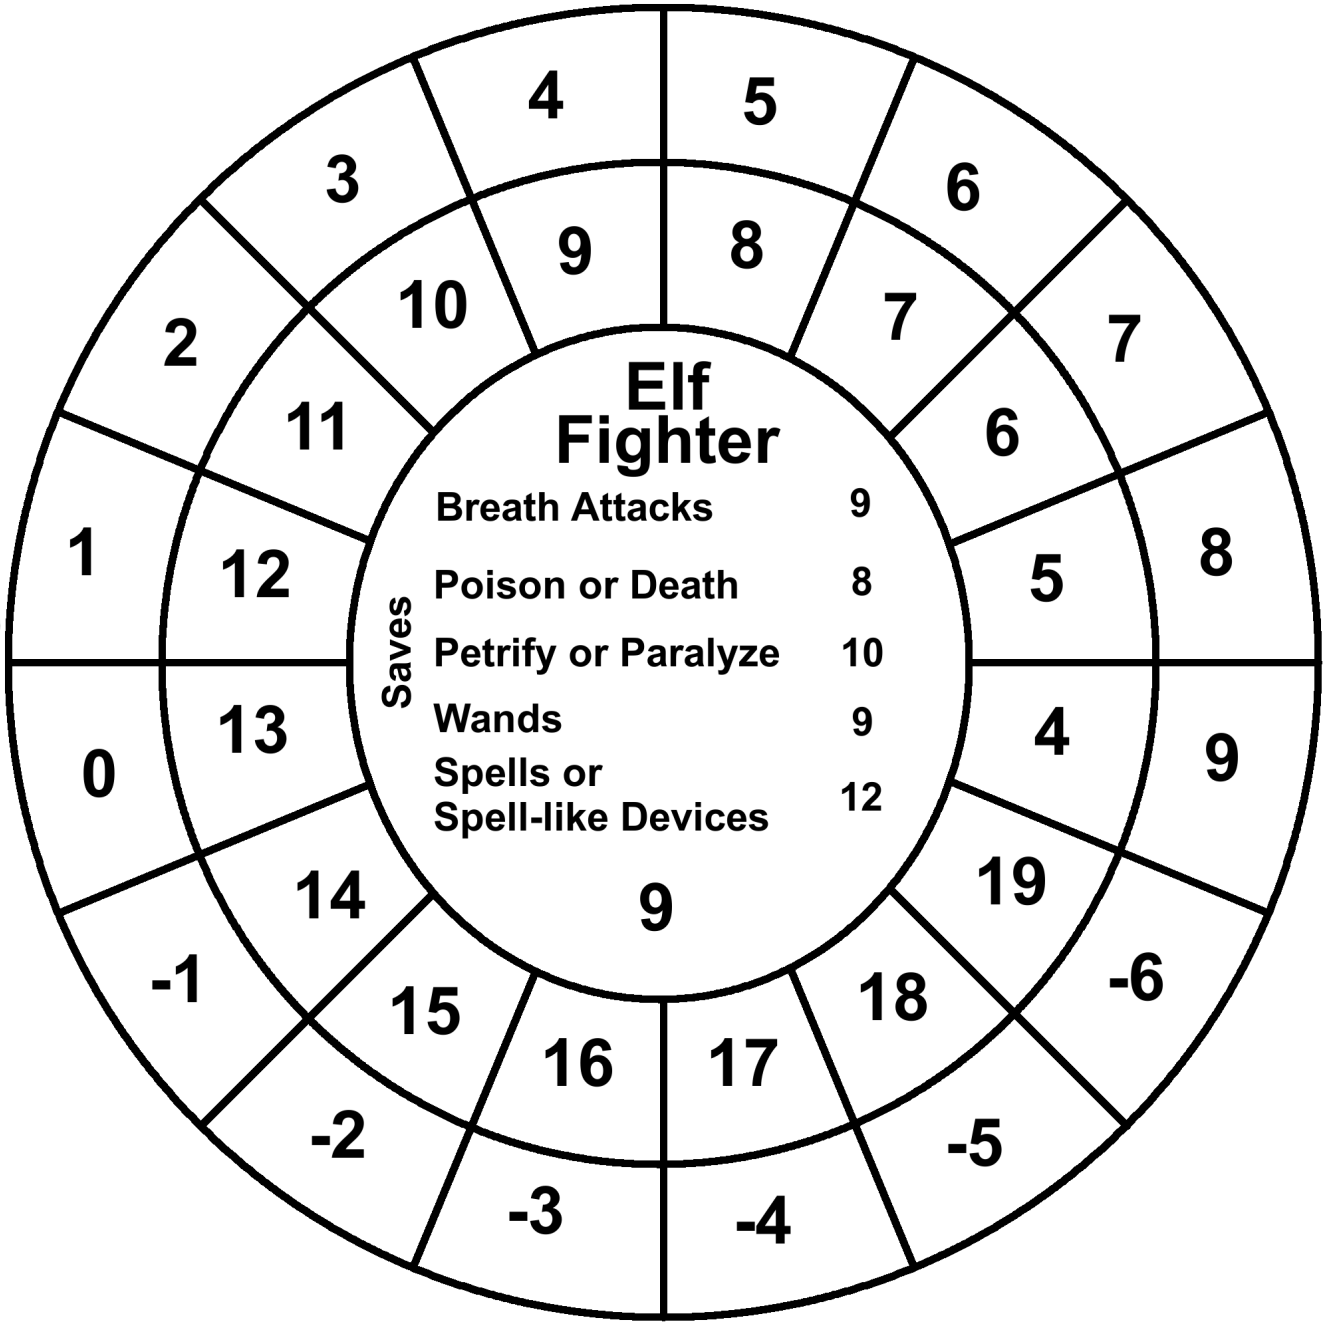 4 5
3 6
9 8
10 7
2 7
11 6
Elf
Fighter
Breath Attacks 9
1 8
12 5
Poison or Death 8
Saves
Petrify or Paralyze 10
Wands 9
13 4
0 9
Spells or
Spell-like Devices 12
14 19
9
-1 -6
15 18
16 17
-2 -5
-3 -4